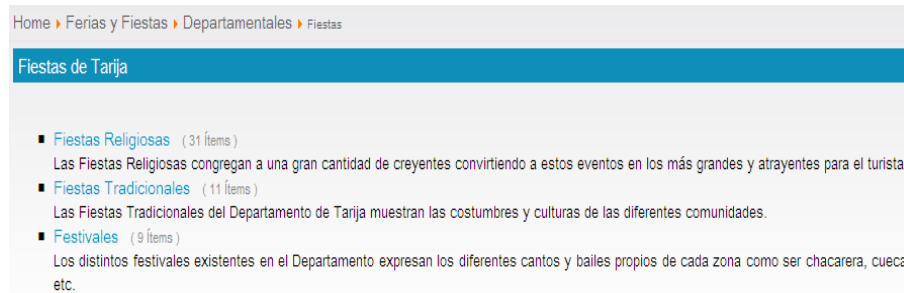 Home Ferias y Fiestas Departamentales Fiestas
Fiestas de Tarija
Fiestas Religiosas ( 31 Ítems )
Las Fiestas Religiosas congregan a una gran cantidad de creyentes convirtiendo a estos eventos en los más grandes y atrayentes para el turista
Fiestas Tradicionales ( 11 Ítems )
Las Fiestas Tradicionales del Departamento de Tarija muestran las costumbres y culturas de las diferentes comunidades.
Festivales ( 9 Ítems )
Los distintos festivales existentes en el Departamento expresan los diferentes cantos y bailes propios de cada zona como ser chacarera, cueca
etc.